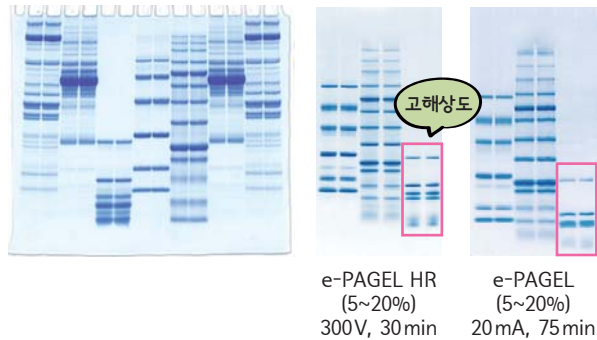 고해상도
e-PAGEL HR
(5~20%)
300V, 30min
e-PAGEL
(5~20%)
20mA, 75min